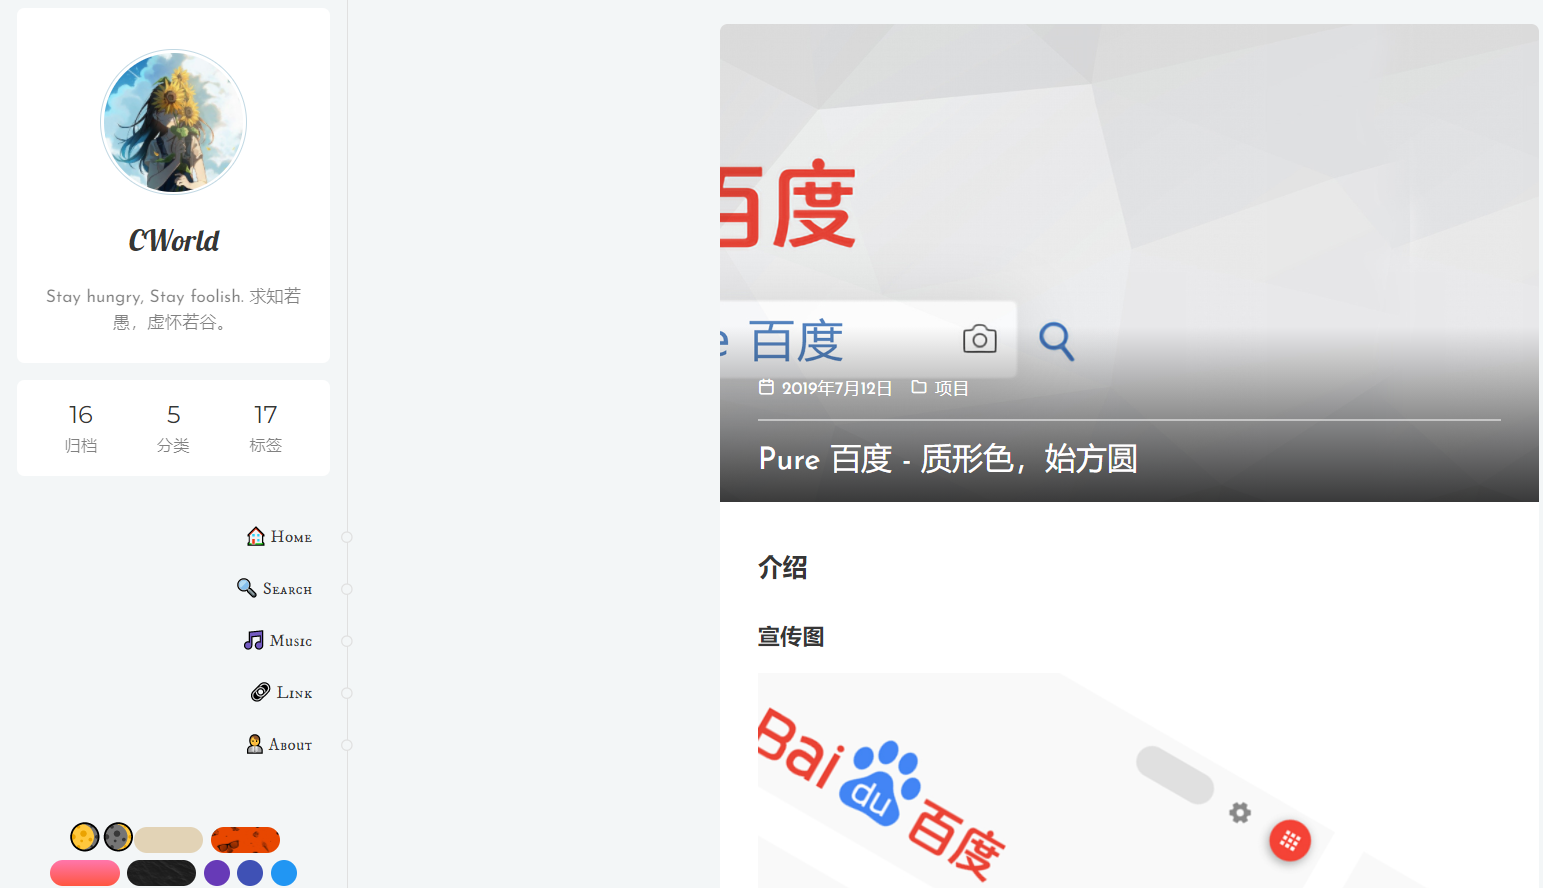 CWorld
Stay hungry, Stay foolish. 求知若
愚，虚怀若谷。
16
5
17
归档
分类
标签
Home
Search
Music
Link
About
百度
e 百度
2019年7月12日
项目
Pure 百度 - 质形色，始方圆
介绍
宣传图
Bai du 百度